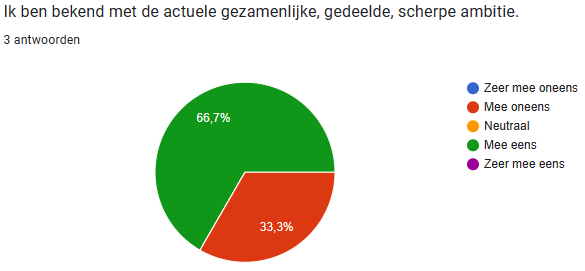 Ik ben bekend met de actuele gezamenlijke, gedeelde, scherpe ambitie.
3 antwoorden
66,7%
33,3%
Zeer mee oneens
Mee oneens
Neutraal
Mee eens
Zeer mee eens